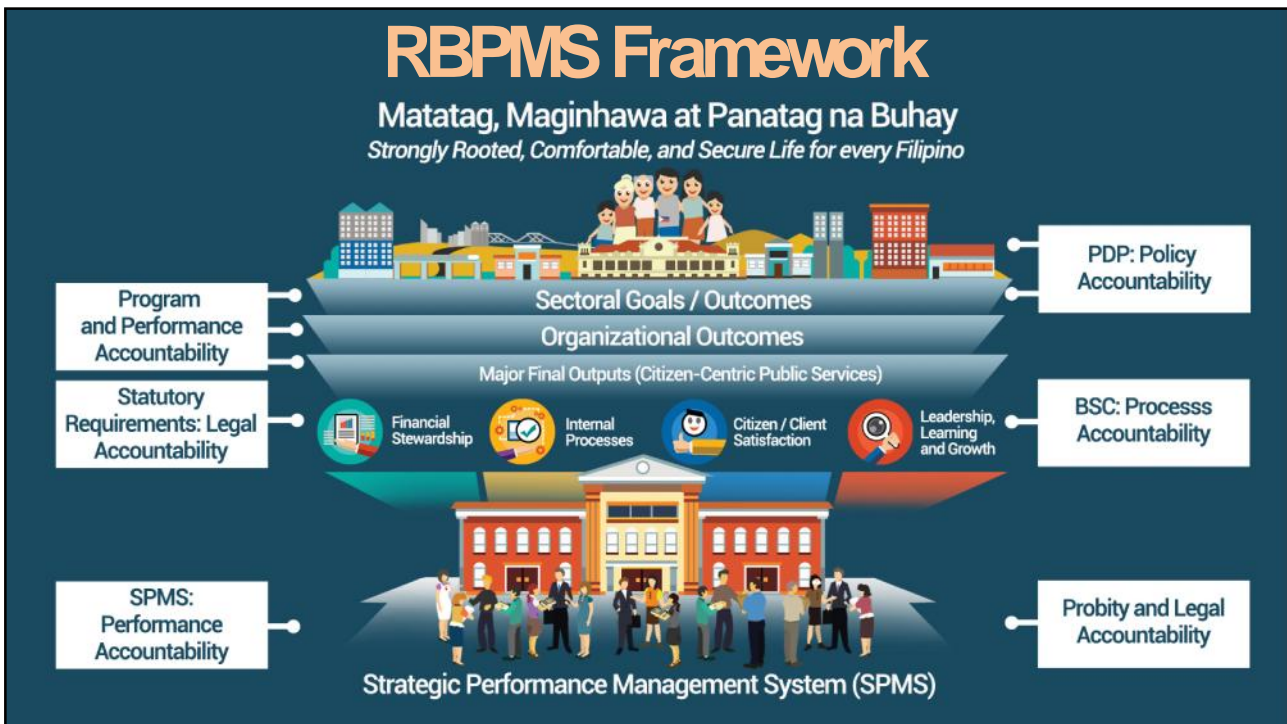 RBPMS Framework
Matatag, Maginhawa at Panatag na Buhay
Strongly Rooted, Comfortable, and Secure Life for every Filipino
PDP: Policy
Accountability
Program
and Performance
Accountability
Sectoral Goals / Outcomes
Organizational Outcomes
Major Final Outputs (Citizen-Centric Public Services)
Statutory
Requirements: Legal
Accountability
Financial
Stewardship
Internal
Processes
Citizen / Client
Satisfaction
Leadership,
Learning
and Growth
BSC: Processs
Accountability
SPMS:
Performance
Accountability
Probity and Legal
Accountability
Strategic Performance Management System (SPMS)